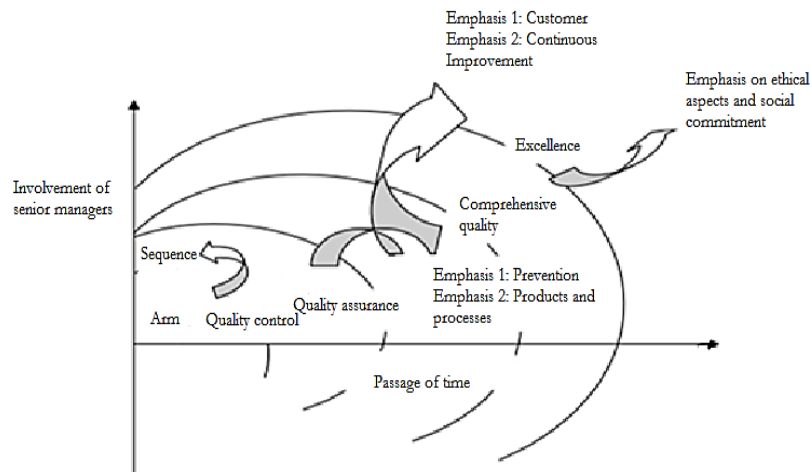 Emphasis 1: Customer
Emphasis 2: Continuous
Improvement
Emphasis on ethical
aspects and social
commitment
Excellence
Involvement of
senior managers
Comprehensive
quality
Sequence
Emphasis 1: Prevention
Emphasis 2: Products and
processes
Quality assurance
Arm
Quality control
Passage of time